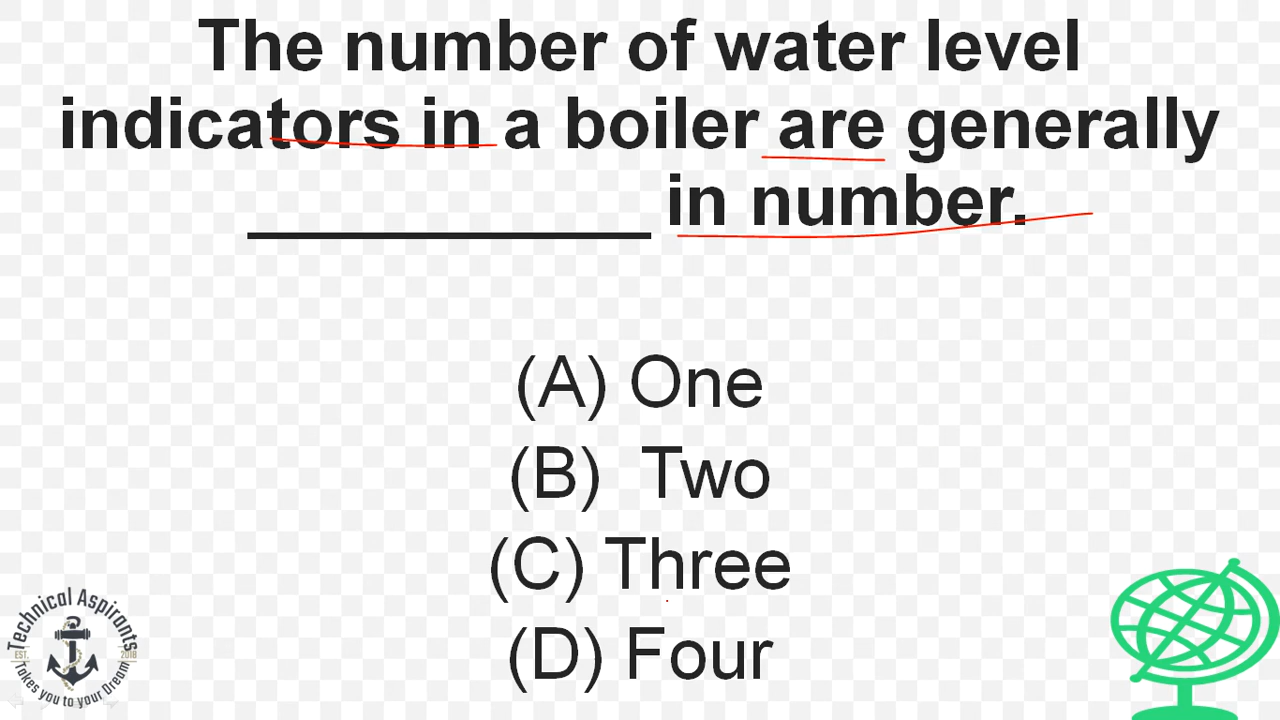 The number of water level
indicators in a boiler are generally
______________ in number.
(A) One
(B) Two
(C) Three
(D) Four
Technical Aspirants
EST. 2018
Takes you to your Dream